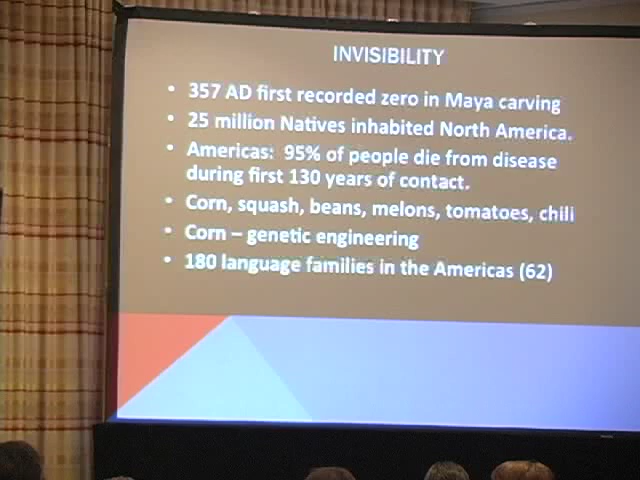 INVISIBILITY
• 357 AD first recorded zero in Maya carving
• 25 million Natives inhabited North America.
• Americas: 95% of people die from disease
during first 130 years of contact.
• Corn, squash, beans, melons, tomatoes, chili
• Corn – genetic engineering
• 180 language families in the Americas (62)